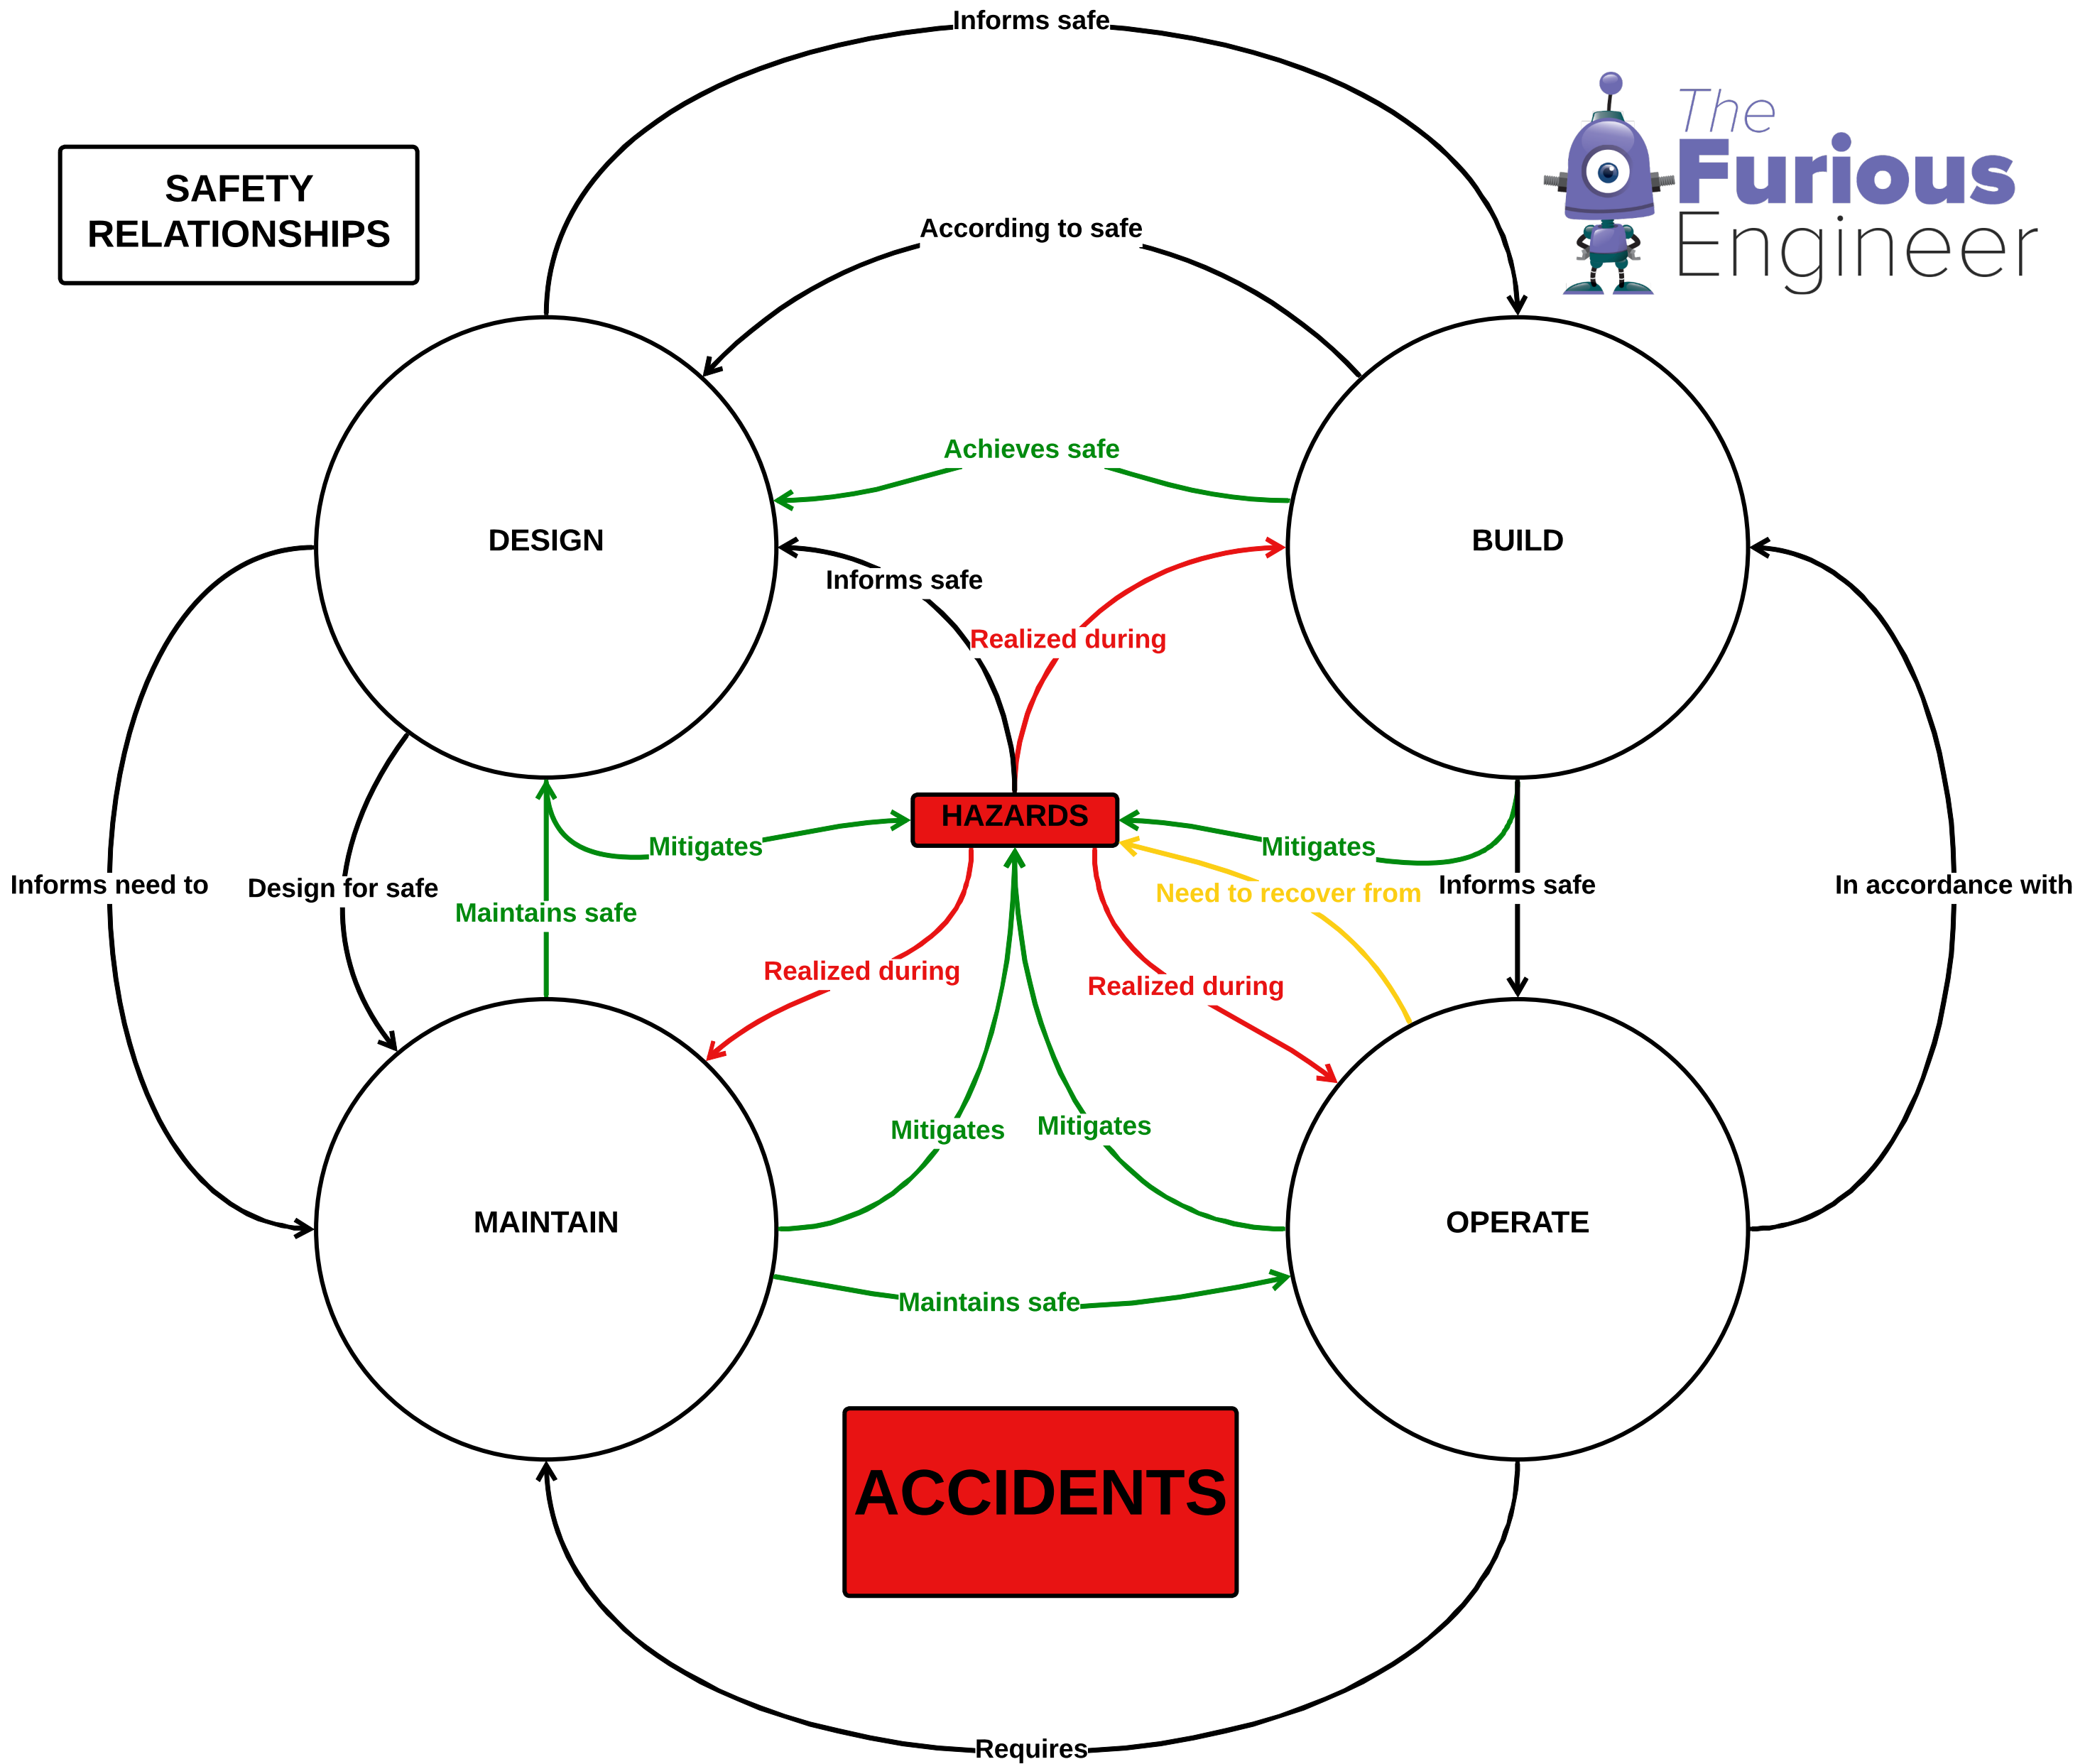 Informs safe
The
Furious
Engineer
SAFETY
RELATIONSHIPS
According to safe
Achieves safe
DESIGN
BUILD
Informs safe
Realized during
HAZARDS
Mitigates
Mitigates
Informs need to
Design for safe
Maintains safe
Need to recover from
Informs safe
In accordance with
Realized during
Realized during
Mitigates
Mitigates
MAINTAIN
OPERATE
Maintains safe
ACCIDENTS
Requires